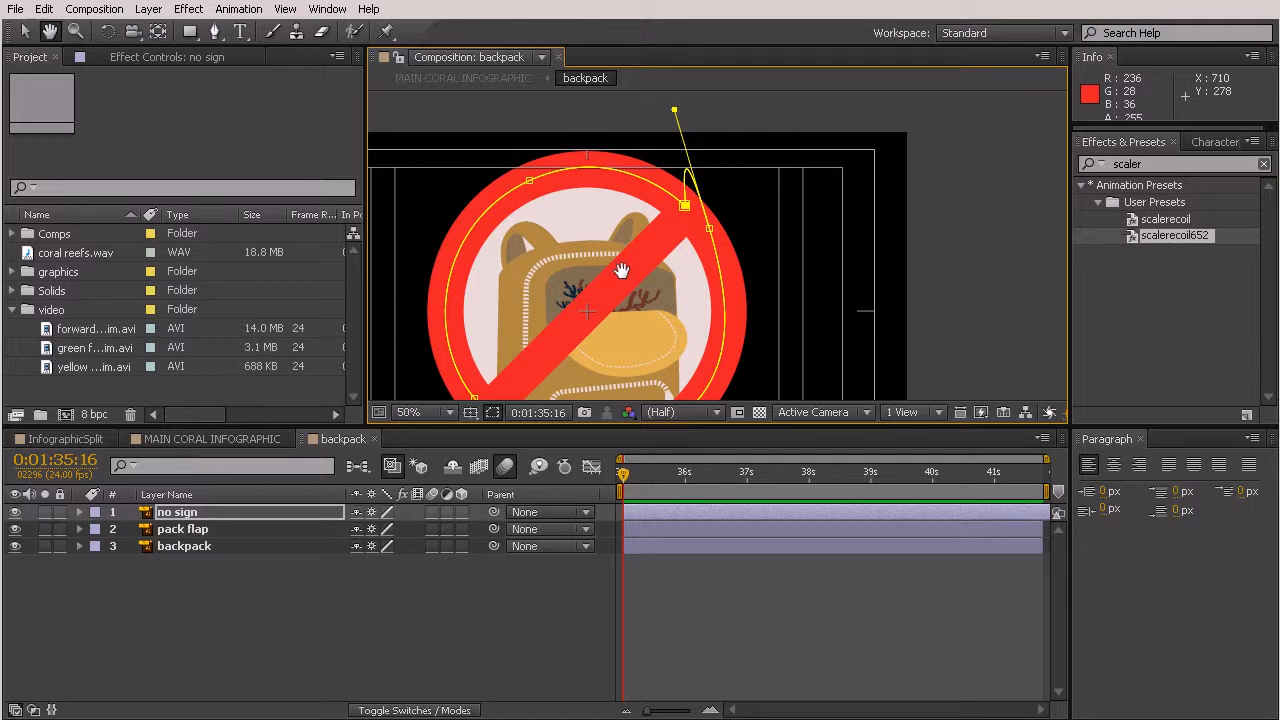 File Edit Composition Layer Effect Animation View Window Help
Workspace: Standard Search Help
Project Effect Controls: no sign
Composition: backpack
MAIN CORAL INFOGRAPHIC backpack
Info
R: 236
G: 28
B: 36
A: 255
X: 710
Y: 278
Effects & Presets Character
scaler
Animation Presets
User Presets
scalerecoil
scalerecoil652
Name Type Size Frame R... In Po
Comps Folder
coral reefs.wav WAV 18.8 MB
graphics Folder
Solids Folder
video Folder
forward...im.avi AVI 14.0 MB 24
green f...im.avi AVI 3.1 MB 24
yellow ...im.avi AVI 688 KB 24
8 bpc
50% 0:01:35:16 (Half) Active Camera 1 View
InfographicSplit MAIN CORAL INFOGRAPHIC backpack
0:01:35:16
02296 (24.00 fps)
36s 37s 38s 39s 40s 41s
# Layer Name fx Parent
1 no sign None
2 pack flap None
3 backpack None
Toggle Switches / Modes
Paragraph
0 px 0 px 0 px
0 px 0 px